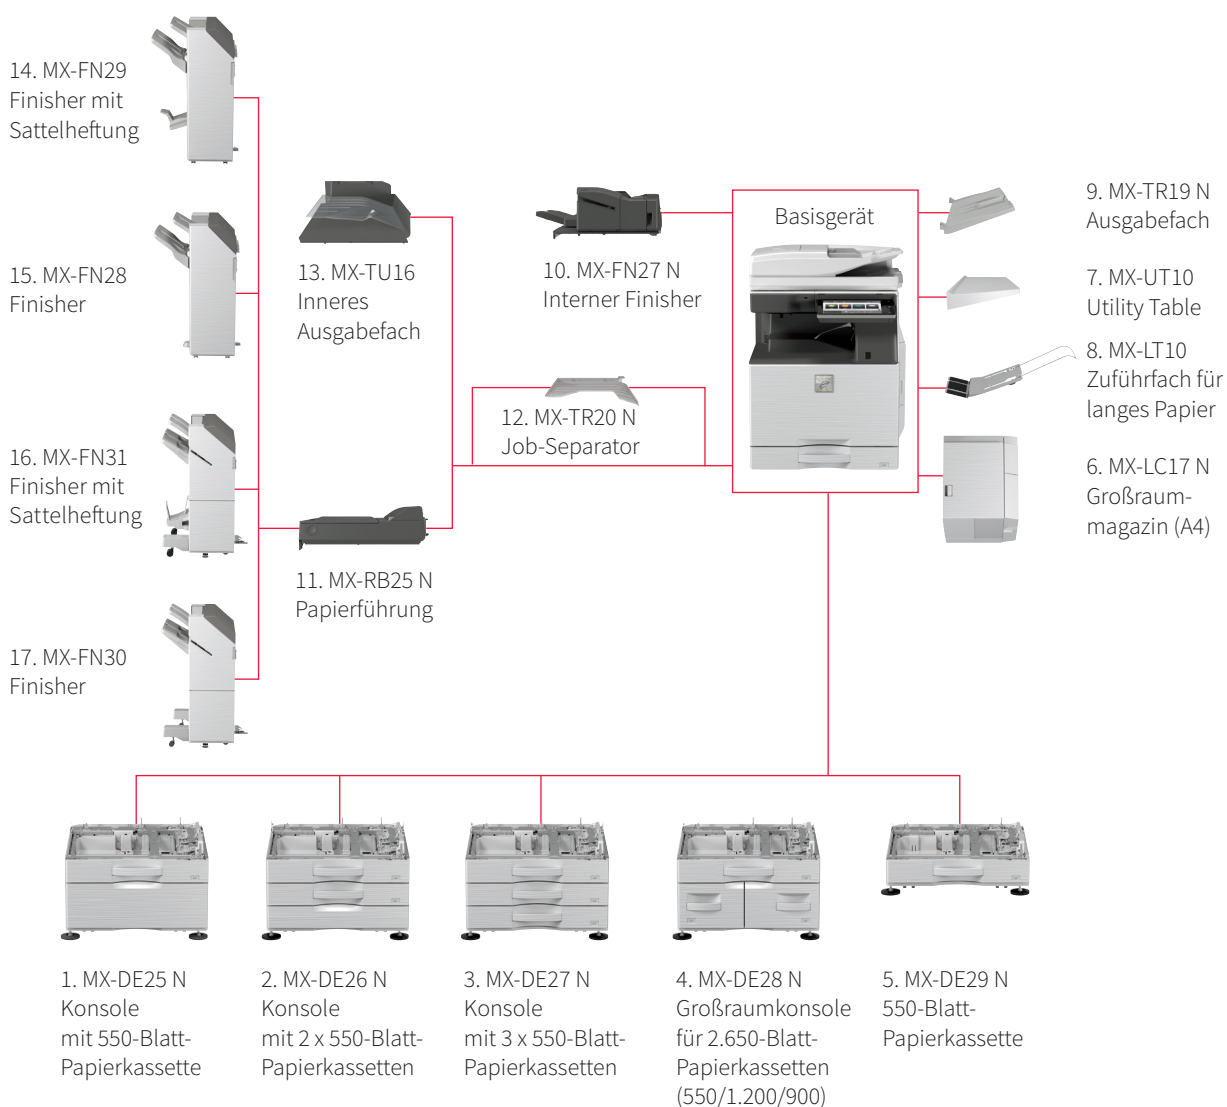 14. MX-FN29
Finisher mit
Sattelheftung
15. MX-FN28
Finisher
16. MX-FN31
Finisher mit
Sattelheftung
17. MX-FN30
Finisher
13. MX-TU16
Inneres
Ausgabefach
11. MX-RB25 N
Papierführung
10. MX-FN27 N
Interner Finisher
12. MX-TR20 N
Job-Separator
Basisgerät
9. MX-TR19 N
Ausgabefach
7. MX-UT10
Utility Table
8. MX-LT10
Zuführfach für
langes Papier
6. MX-LC17 N
Großraum-
magazin (A4)
1. MX-DE25 N
Konsole
mit 550-Blatt-
Papierkassette
2. MX-DE26 N
Konsole
mit 2 x 550-Blatt-
Papierkassetten
3. MX-DE27 N
Konsole
mit 3 x 550-Blatt-
Papierkassetten
4. MX-DE28 N
Großraumkonsole
für 2.650-Blatt-
Papierkassetten
(550/1.200/900)
5. MX-DE29 N
550-Blatt-
Papierkassette